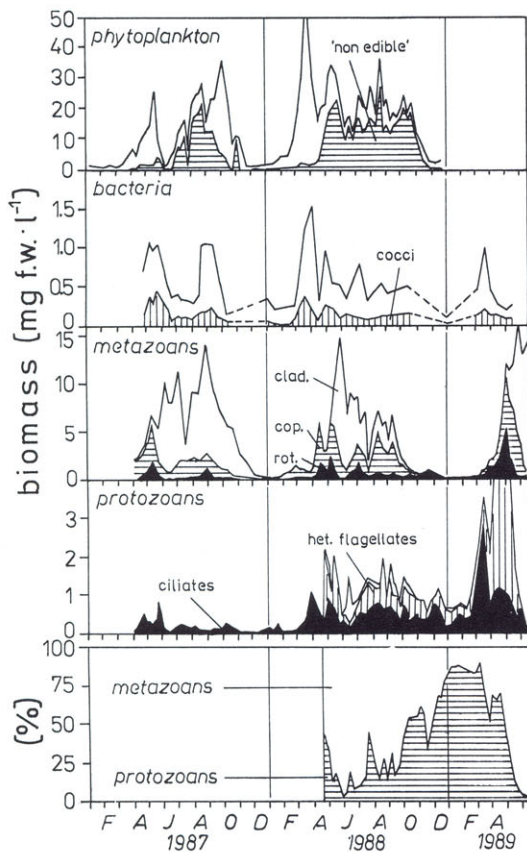 biomass (mg f.w.·l⁻¹)
phytoplankton
'non edible'
50
40
30
20
10
0
bacteria
cocci
1.5
1.0
0.5
0
metazoans
clad.
cop.
rot.
15
10
5
0
protozoans
het. flagellates
ciliates
3
2
1
0
(%)
metazoans
protozoans
100
75
50
25
0
F A J A O D F A J A O D F A
1987 1988 1989